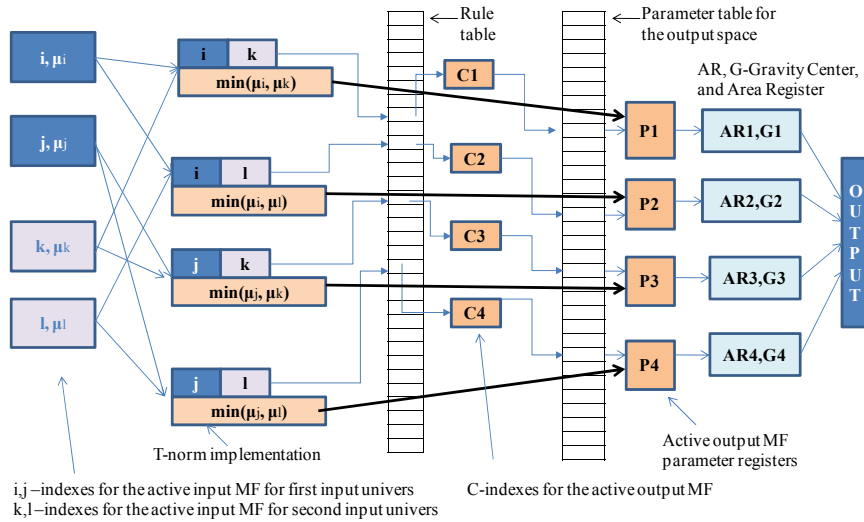 Rule
table
Parameter table for
the output space
AR, G-Gravity Center,
and Area Register
i, μi
j, μj
k, μk
l, μl
i k
min(μi, μk)
i l
min(μi, μl)
j k
min(μj, μk)
j l
min(μj, μl)
C1
C2
C3
C4
P1
P2
P3
P4
AR1,G1
AR2,G2
AR3,G3
AR4,G4
OUTPUT
T-norm implementation
Active output MF
parameter registers
i,j –indexes for the active input MF for first input univers
k,l –indexes for the active input MF for second input univers
C-indexes for the active output MF